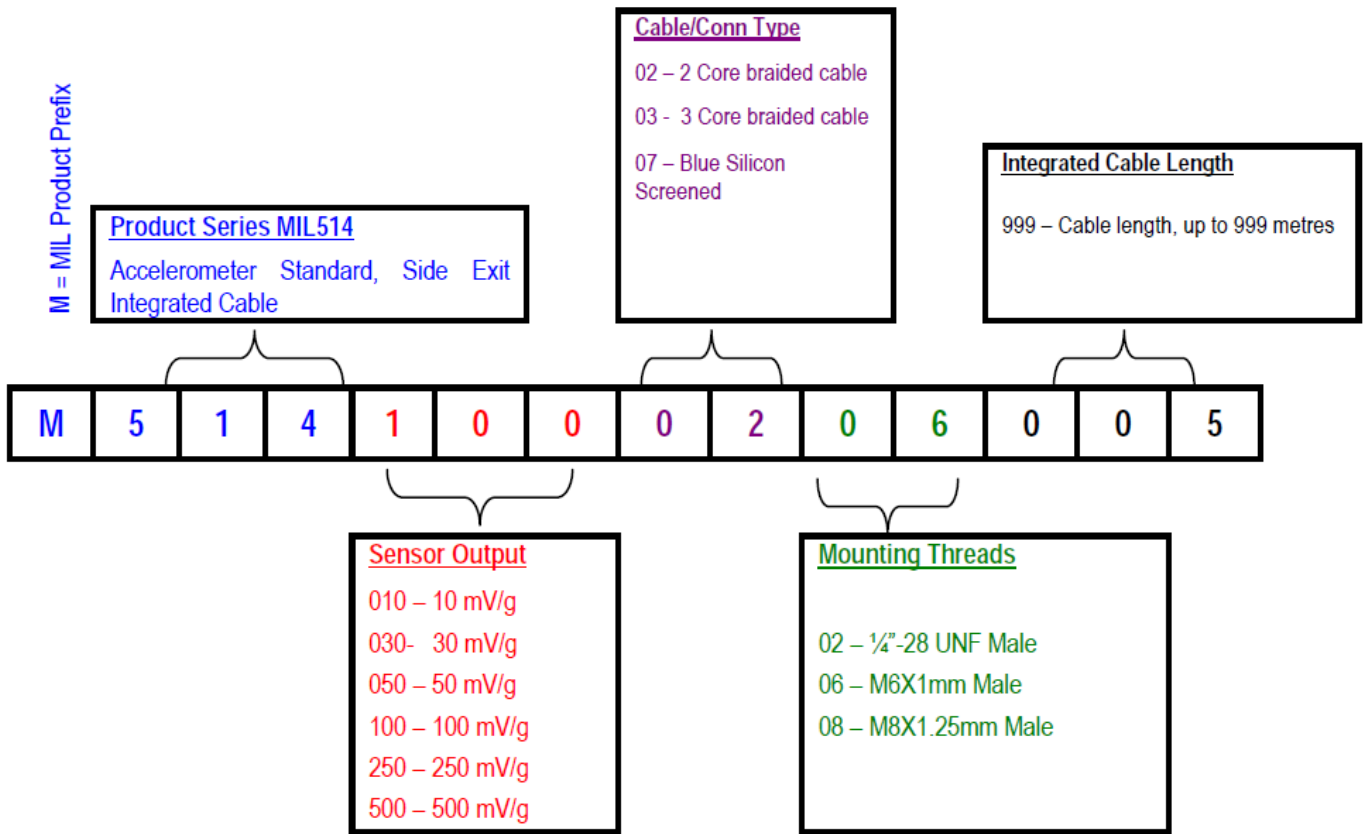 M = MIL Product Prefix
Product Series MIL514
Accelerometer Standard, Side Exit
Integrated Cable
Cable/Conn Type
02 – 2 Core braided cable
03 - 3 Core braided cable
07 – Blue Silicon
Screened
Integrated Cable Length
999 – Cable length, up to 999 metres
M 5 1 4 1 0 0 0 2 0 6 0 0 5
Sensor Output
010 – 10 mV/g
030- 30 mV/g
050 – 50 mV/g
100 – 100 mV/g
250 – 250 mV/g
500 – 500 mV/g
Mounting Threads
02 – ¼”-28 UNF Male
06 – M6X1mm Male
08 – M8X1.25mm Male